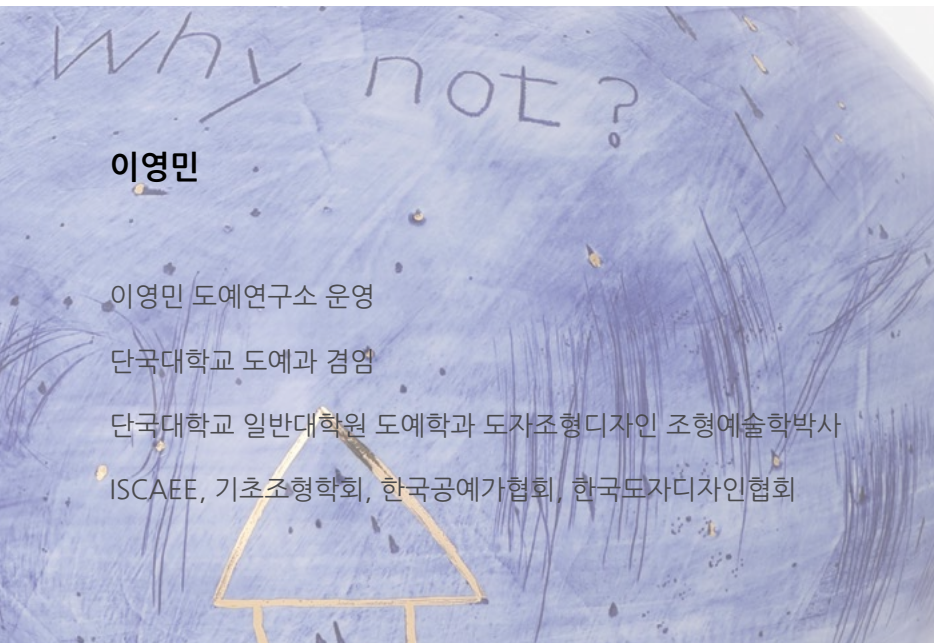 Why not?
이영민
이영민 도예연구소 운영
단국대학교 도예과 겸임
단국대학교 일반대학원 도예학과 도자조형디자인 조형예술학박사
ISCAEE, 기초조형학회, 한국공예가협회, 한국도자디자인협회